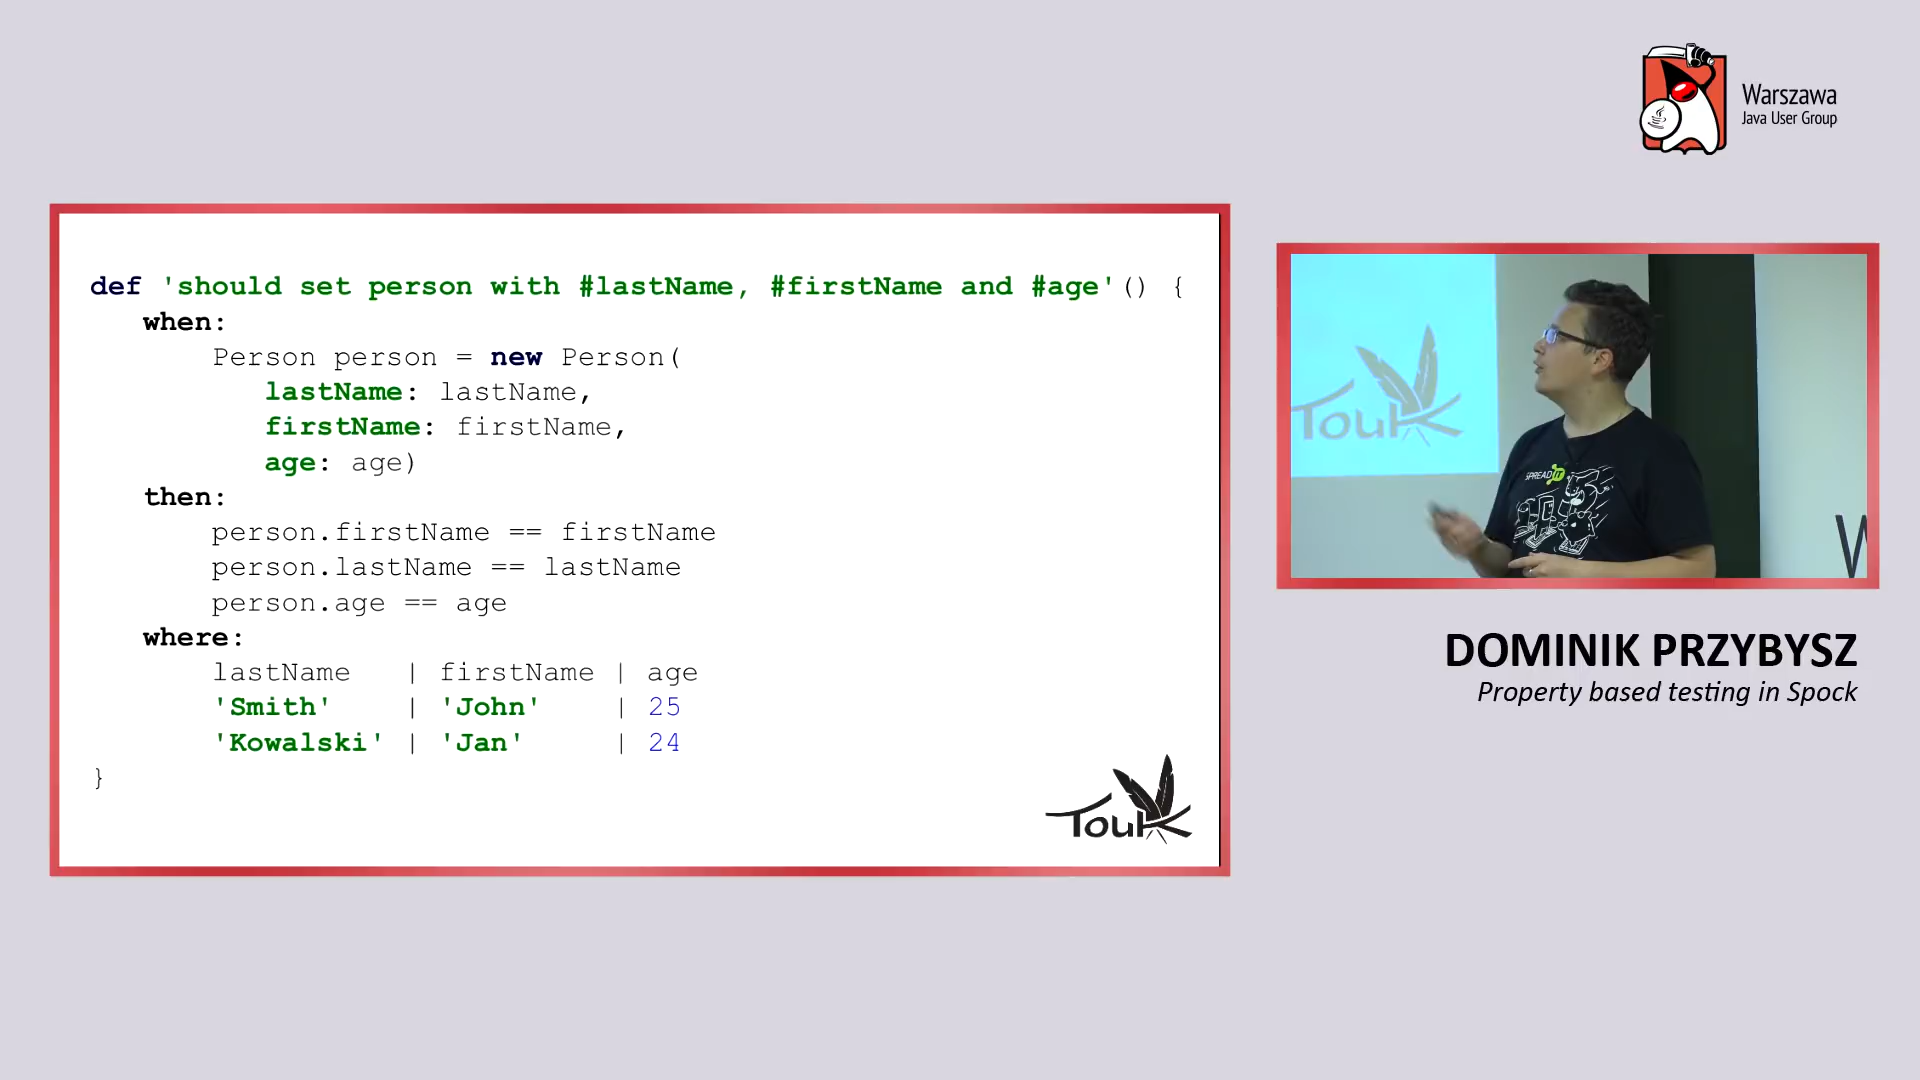 Warszawa
Java User Group
def 'should set person with #lastName, #firstName and #age'() {
when:
Person person = new Person(
lastName: lastName,
firstName: firstName,
age: age)
then:
person.firstName == firstName
person.lastName == lastName
person.age == age
where:
lastName | firstName | age
'Smith' | 'John' | 25
'Kowalski' | 'Jan' | 24
}
Touk
Touk
SPREAD IT
W
DOMINIK PRZYBYSZ
Property based testing in Spock